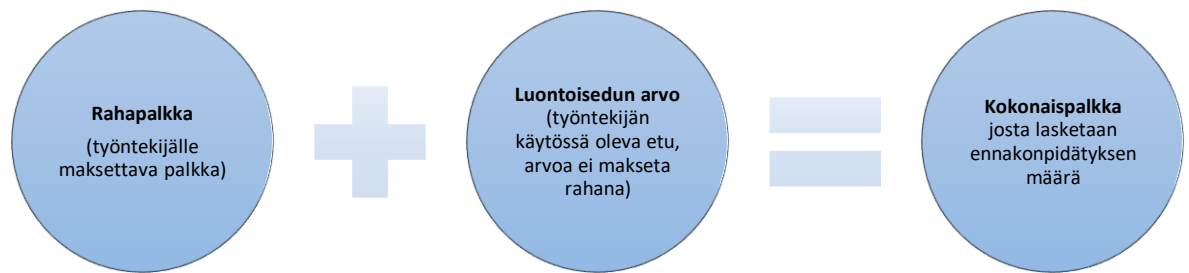 Rahapalkka
(työntekijälle
maksettava palkka)
Luontoisedun arvo
(työntekijän
käytössä oleva etu,
arvoa ei makseta
rahana)
Kokonaispalkka
josta lasketaan
ennakonpidätyksen
määrä